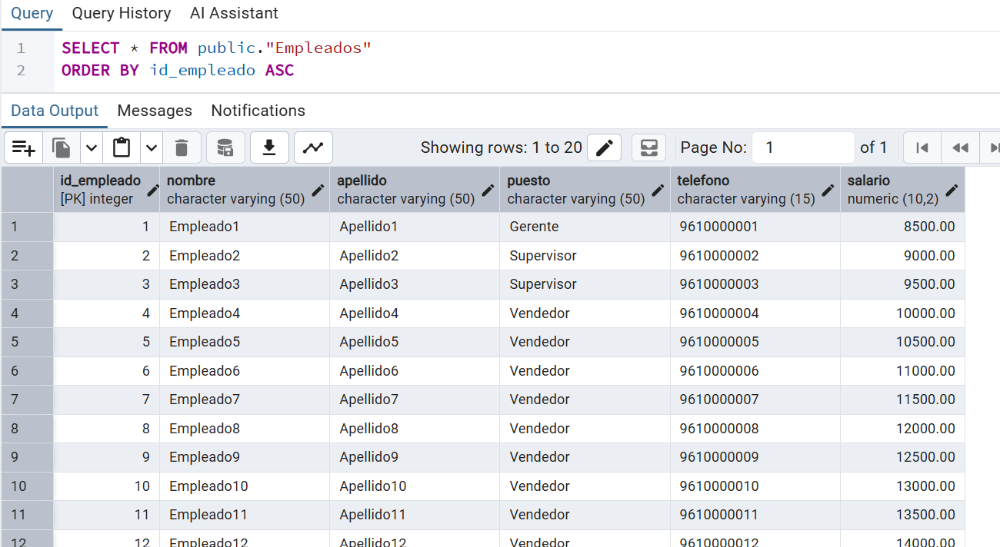 Query Query History AI Assistant
1 SELECT * FROM public."Empleados"
2 ORDER BY id_empleado ASC
Data Output Messages Notifications
Showing rows: 1 to 20 Page No: 1 of 1
id_empleado nombre apellido puesto telefono salario
[PK] integer character varying (50) character varying (50) character varying (50) character varying (15) numeric (10,2)
1 1 Empleado1 Apellido1 Gerente 9610000001 8500.00
2 2 Empleado2 Apellido2 Supervisor 9610000002 9000.00
3 3 Empleado3 Apellido3 Supervisor 9610000003 9500.00
4 4 Empleado4 Apellido4 Vendedor 9610000004 10000.00
5 5 Empleado5 Apellido5 Vendedor 9610000005 10500.00
6 6 Empleado6 Apellido6 Vendedor 9610000006 11000.00
7 7 Empleado7 Apellido7 Vendedor 9610000007 11500.00
8 8 Empleado8 Apellido8 Vendedor 9610000008 12000.00
9 9 Empleado9 Apellido9 Vendedor 9610000009 12500.00
10 10 Empleado10 Apellido10 Vendedor 9610000010 13000.00
11 11 Empleado11 Apellido11 Vendedor 9610000011 13500.00
12 12 Empleado12 Apellido12 Vendedor 9610000012 14000.00